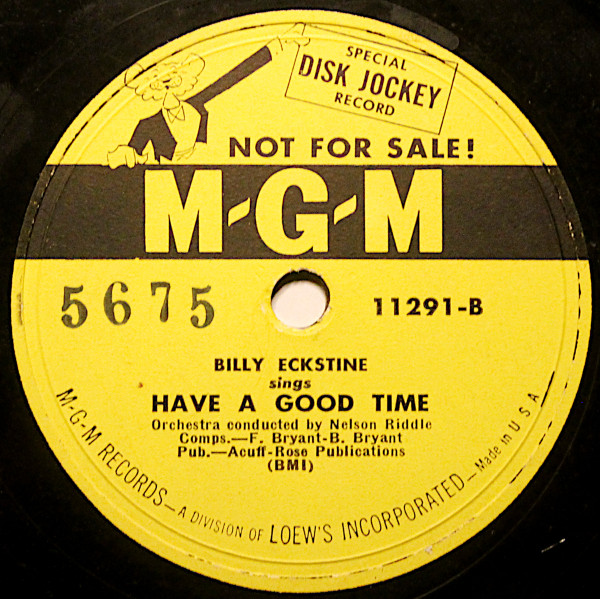 SPECIAL
DISK JOCKEY
RECORD
NOT FOR SALE!
M-G-M
5675
11291-B
BILLY ECKSTINE
sings
HAVE A GOOD TIME
Orchestra conducted by Nelson Riddle
Comps.—F. Bryant-B. Bryant
Pub.—Acuff-Rose Publications
(BMI)
M-G-M RECORDS—A DIVISION OF LOEW'S INCORPORATED—Made in U S A